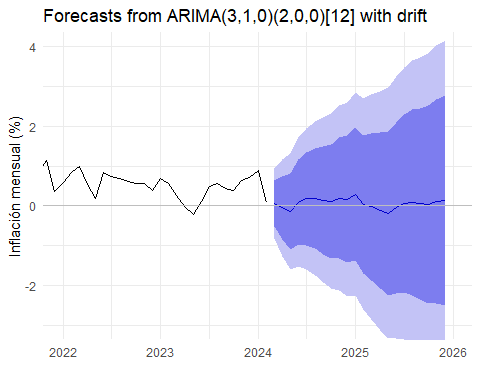 Forecasts from ARIMA(3,1,0)(2,0,0)[12] with drift
Inflación mensual (%)
4
2
0
-2
2022 2023 2024 2025 2026